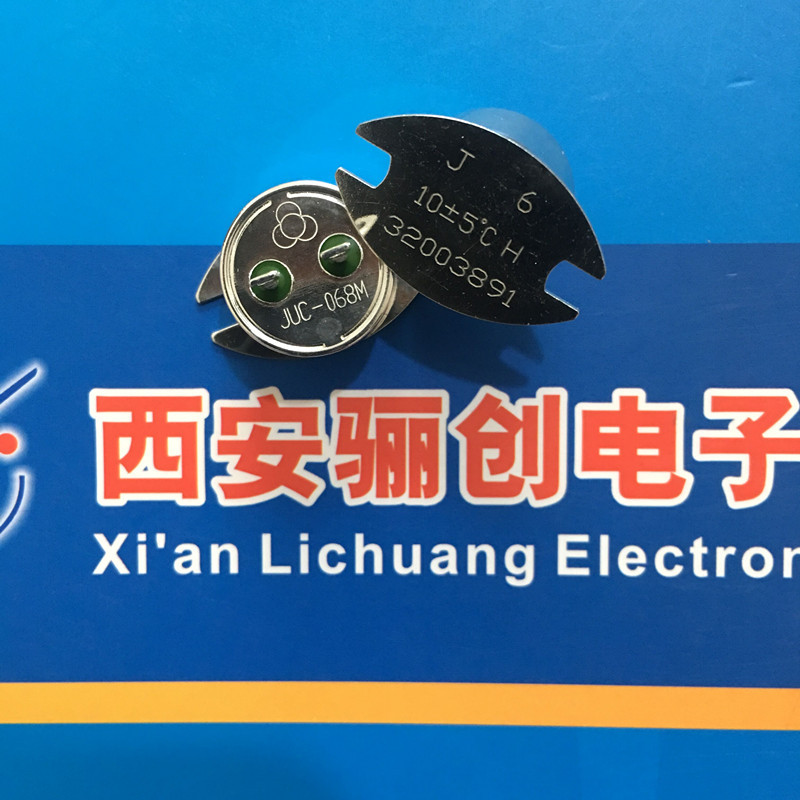 J 6
10±5℃ H
32003891
JUC-068M
西安骊创电子
Xi'an Lichuang Electron